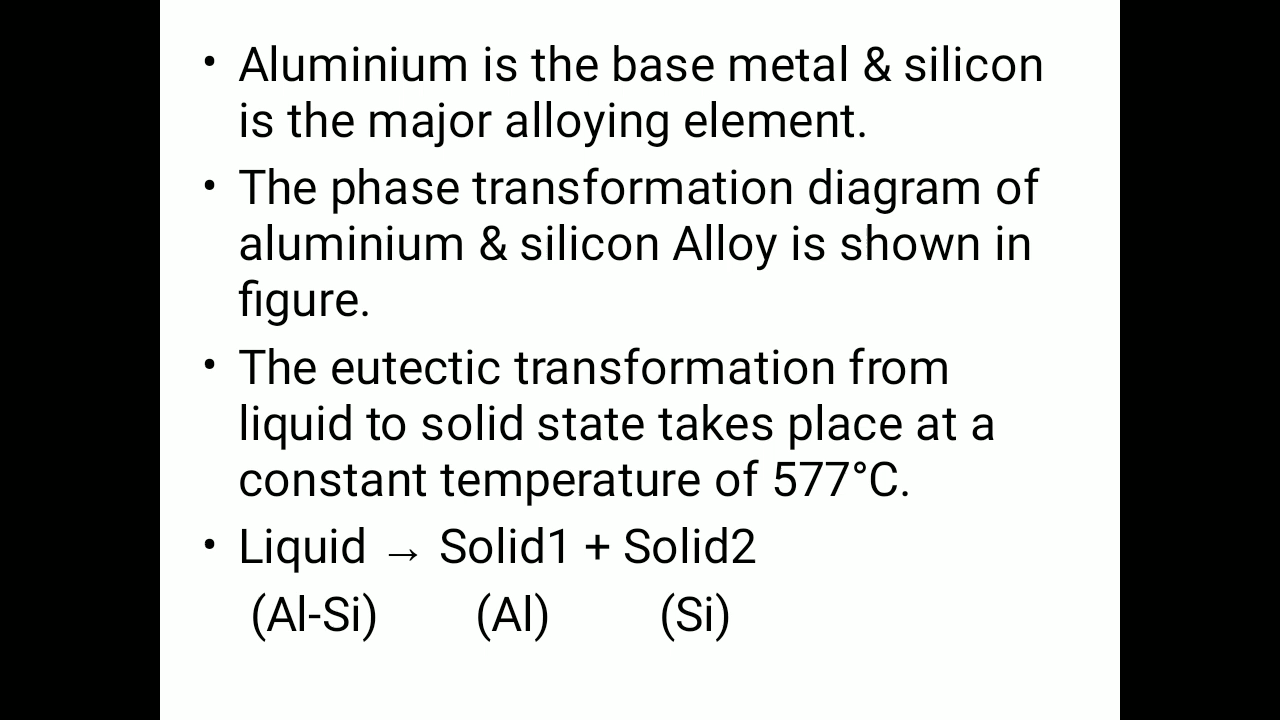 • Aluminium is the base metal & silicon
is the major alloying element.
• The phase transformation diagram of
aluminium & silicon Alloy is shown in
figure.
• The eutectic transformation from
liquid to solid state takes place at a
constant temperature of 577°C.
• Liquid → Solid1 + Solid2
(Al-Si) (Al) (Si)